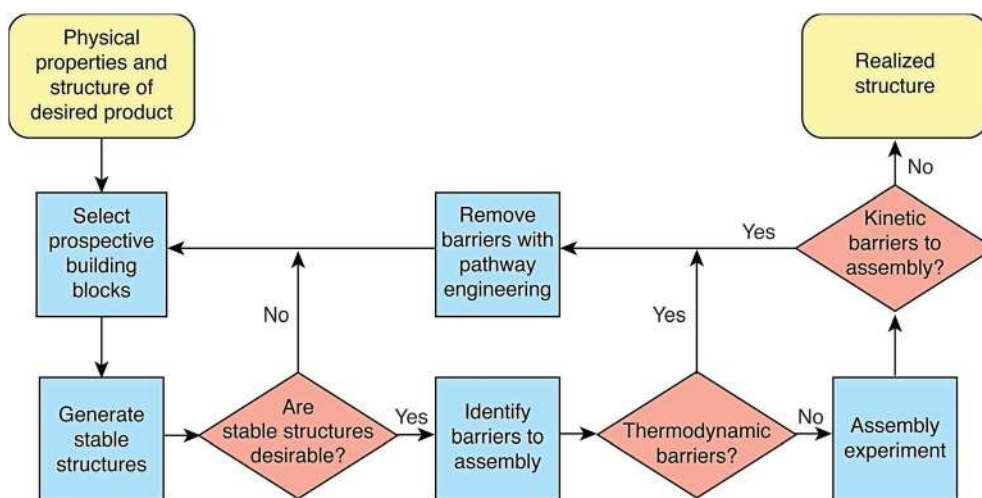 Physical
properties and
structure of
desired product
Realized
structure
No
Select
prospective
building
blocks
Remove
barriers with
pathway
engineering
Yes
Kinetic
barriers to
assembly?
No
Yes
Generate
stable
structures
Are
stable structures
desirable?
Yes
Identify
barriers to
assembly
Thermodynamic
barriers?
No
Assembly
experiment